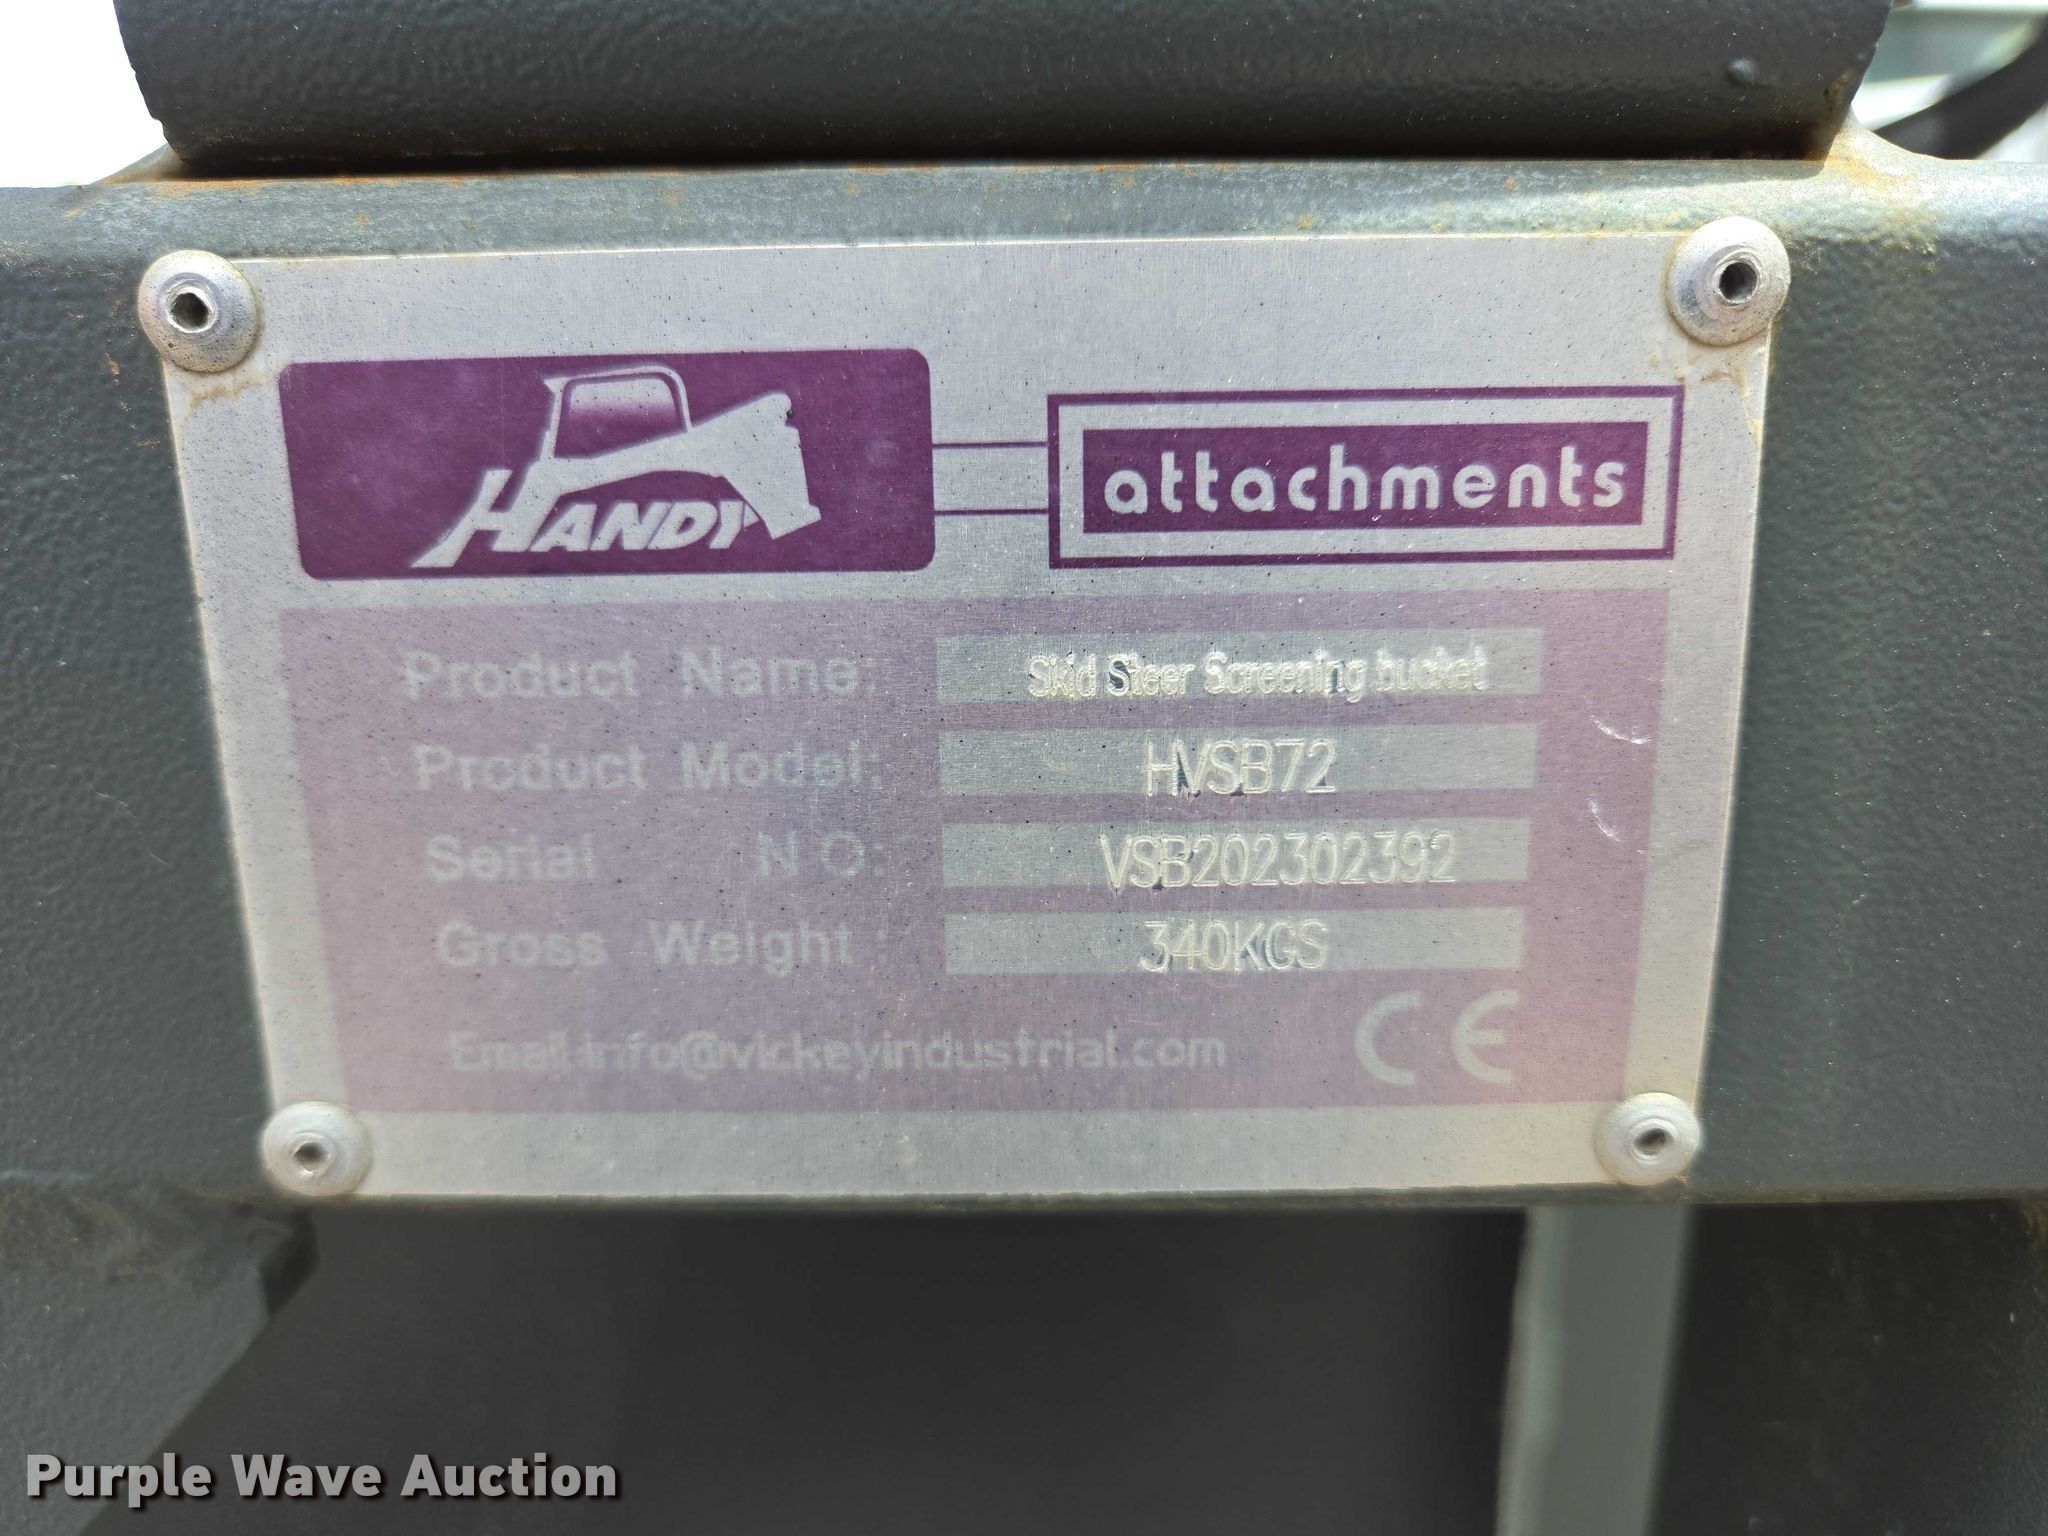 HANDY
attachments
Product Name: Skid Steer Screening bucket
Product Model: HVSB72
Serial NO: VSB202302392
Gross Weight: 340KGS
Email:info@vickeyindustrial.com
CE
Purple Wave Auction